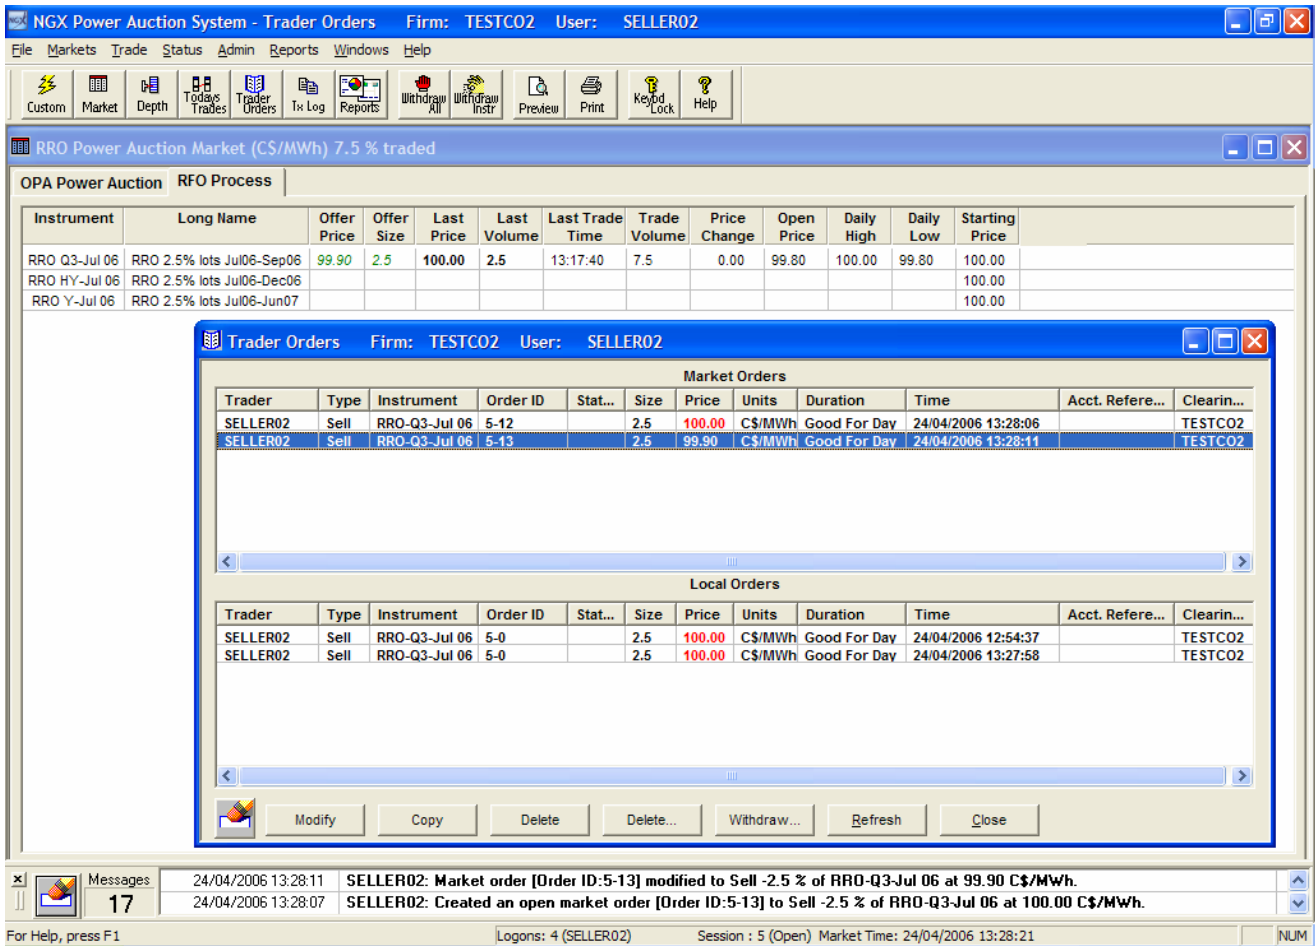 NGX Power Auction System - Trader Orders Firm: TESTCO2 User: SELLER02
File Markets Trade Status Admin Reports Windows Help
Custom Market Depth Todays Trades Trader Orders Tx Log Reports Withdraw All Withdraw Instr Preview Print Keybd Lock Help
RRO Power Auction Market (C$/MWh) 7.5 % traded
OPA Power Auction RFO Process
Instrument Long Name Offer Price Offer Size Last Price Last Volume Last Trade Time Trade Volume Price Change Open Price Daily High Daily Low Starting Price
RRO Q3-Jul 06 RRO 2.5% lots Jul06-Sep06 99.90 2.5 100.00 2.5 13:17:40 7.5 0.00 99.80 100.00 99.80 100.00
RRO HY-Jul 06 RRO 2.5% lots Jul06-Dec06 100.00
RRO Y-Jul 06 RRO 2.5% lots Jul06-Jun07 100.00
Trader Orders Firm: TESTCO2 User: SELLER02
Market Orders
Trader Type Instrument Order ID Stat... Size Price Units Duration Time Acct. Refere... Clearin...
SELLER02 Sell RRO-Q3-Jul 06 5-12 2.5 100.00 C$/MWh Good For Day 24/04/2006 13:28:06 TESTCO2
SELLER02 Sell RRO-Q3-Jul 06 5-13 2.5 99.90 C$/MWh Good For Day 24/04/2006 13:28:11 TESTCO2
Local Orders
Trader Type Instrument Order ID Stat... Size Price Units Duration Time Acct. Refere... Clearin...
SELLER02 Sell RRO-Q3-Jul 06 5-0 2.5 100.00 C$/MWh Good For Day 24/04/2006 12:54:37 TESTCO2
SELLER02 Sell RRO-Q3-Jul 06 5-0 2.5 100.00 C$/MWh Good For Day 24/04/2006 13:27:58 TESTCO2
Modify Copy Delete Delete... Withdraw... Refresh Close
Messages 17
24/04/2006 13:28:11 SELLER02: Market order [Order ID:5-13] modified to Sell -2.5 % of RRO-Q3-Jul 06 at 99.90 C$/MWh.
24/04/2006 13:28:07 SELLER02: Created an open market order [Order ID:5-13] to Sell -2.5 % of RRO-Q3-Jul 06 at 100.00 C$/MWh.
For Help, press F1 Logons: 4 (SELLER02) Session : 5 (Open) Market Time: 24/04/2006 13:28:21 NUM